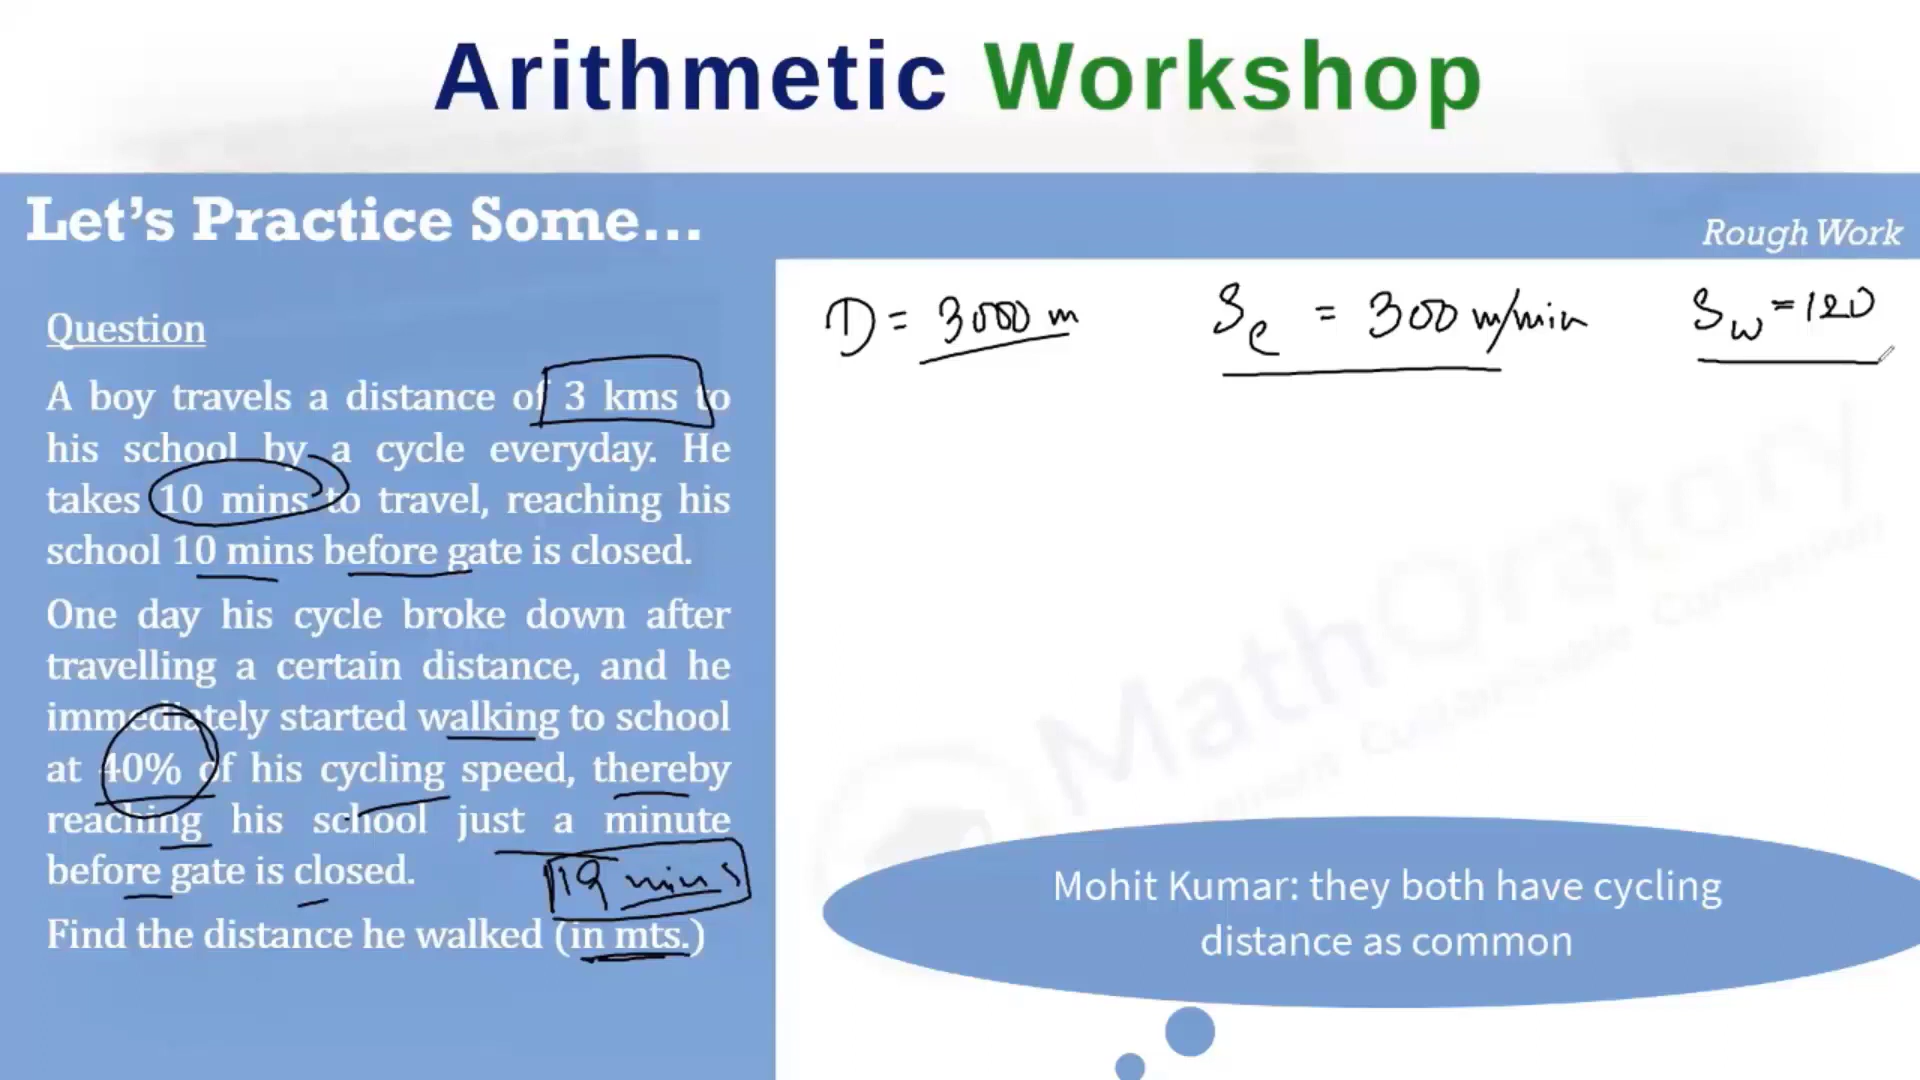 Arithmetic Workshop
Let's Practice Some...
Rough Work
Question
A boy travels a distance of 3 kms to
his school by a cycle everyday. He
takes 10 mins to travel, reaching his
school 10 mins before gate is closed.
One day his cycle broke down after
travelling a certain distance, and he
immediately started walking to school
at 40% of his cycling speed, thereby
reaching his school just a minute
before gate is closed.
19 mins
Find the distance he walked (in mts.)
D = 3000 m
Sc = 300 m/min
Sw = 120
MathOratory
Customizable
Mohit Kumar: they both have cycling
distance as common